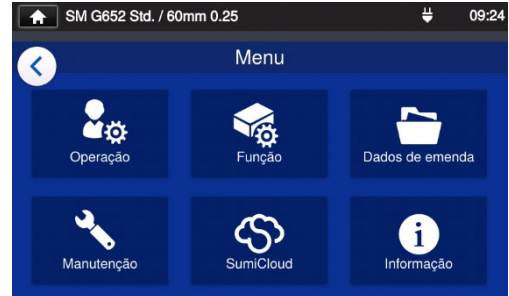 SM G652 Std. / 60mm 0.25 09:24
Menu
Operação Função Dados de emenda
Manutenção SumiCloud Informação